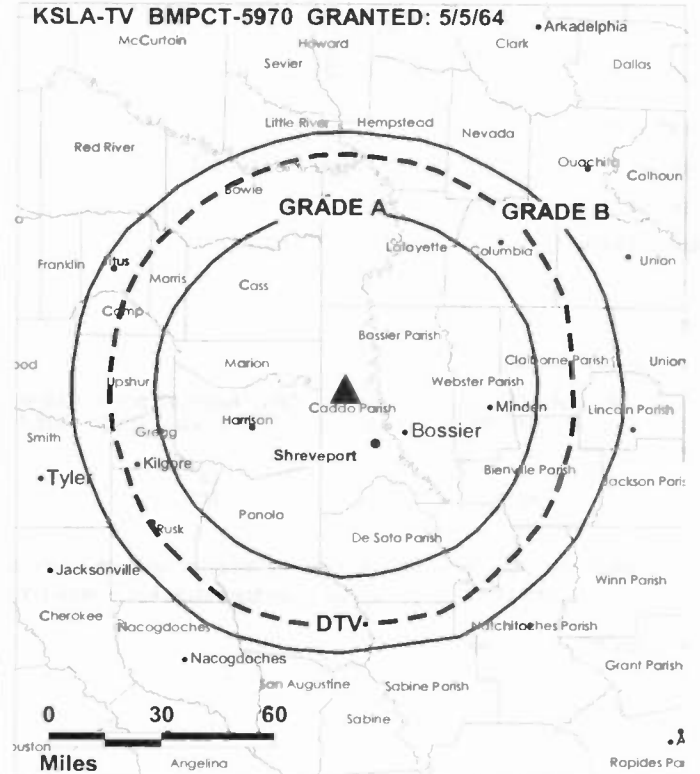 KSLA-TV BMPCT-5970 GRANTED: 5/5/64
Arkadelphia
McCurtain
Howard
Clark
Sevier
Dallas
Little River
Hempstead
Nevada
Red River
Ouachita
Calhoun
Bowie
GRADE A
GRADE B
Lafayette
Columbia
Union
Franklin
Titus
Morris
Cass
Camp
Bossier Parish
Marion
Claiborne Parish
Union
Upshur
Webster Parish
Caddo Parish
Minden
Lincoln Parish
Harrison
Bossier
Smith
Gregg
Shreveport
Kilgore
Bienville Parish
Tyler
Jackson Paris
Panola
Rusk
De Soto Parish
Jacksonville
Winn Parish
Cherokee
Nacogdoches
DTV
Natchitoches Parish
Nacogdoches
Grant Parish
San Augustine
Sabine Parish
0 30 60
Sabine
Miles
Angelina
Rapides Par